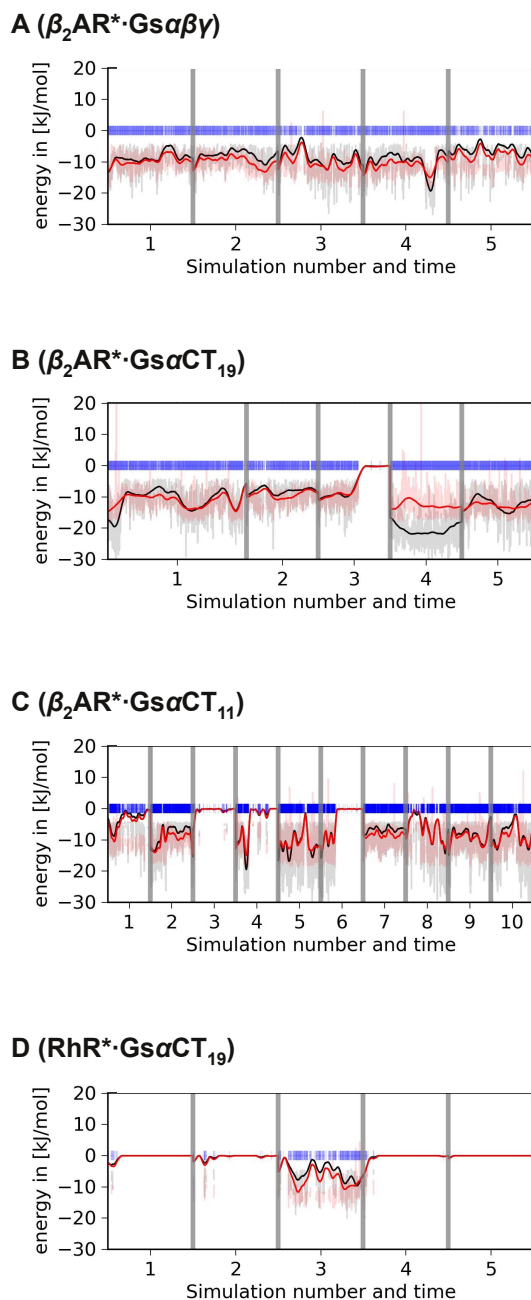 A (β₂AR*·Gsαβγ)
energy in [kJ/mol]
20
10
0
−10
−20
−30
1 2 3 4 5
Simulation number and time
B (β₂AR*·GsαCT₁₉)
energy in [kJ/mol]
20
10
0
−10
−20
−30
1 2 3 4 5
Simulation number and time
C (β₂AR*·GsαCT₁₁)
energy in [kJ/mol]
20
10
0
−10
−20
−30
1 2 3 4 5 6 7 8 9 10
Simulation number and time
D (RhR*·GsαCT₁₉)
energy in [kJ/mol]
20
10
0
−10
−20
−30
1 2 3 4 5
Simulation number and time